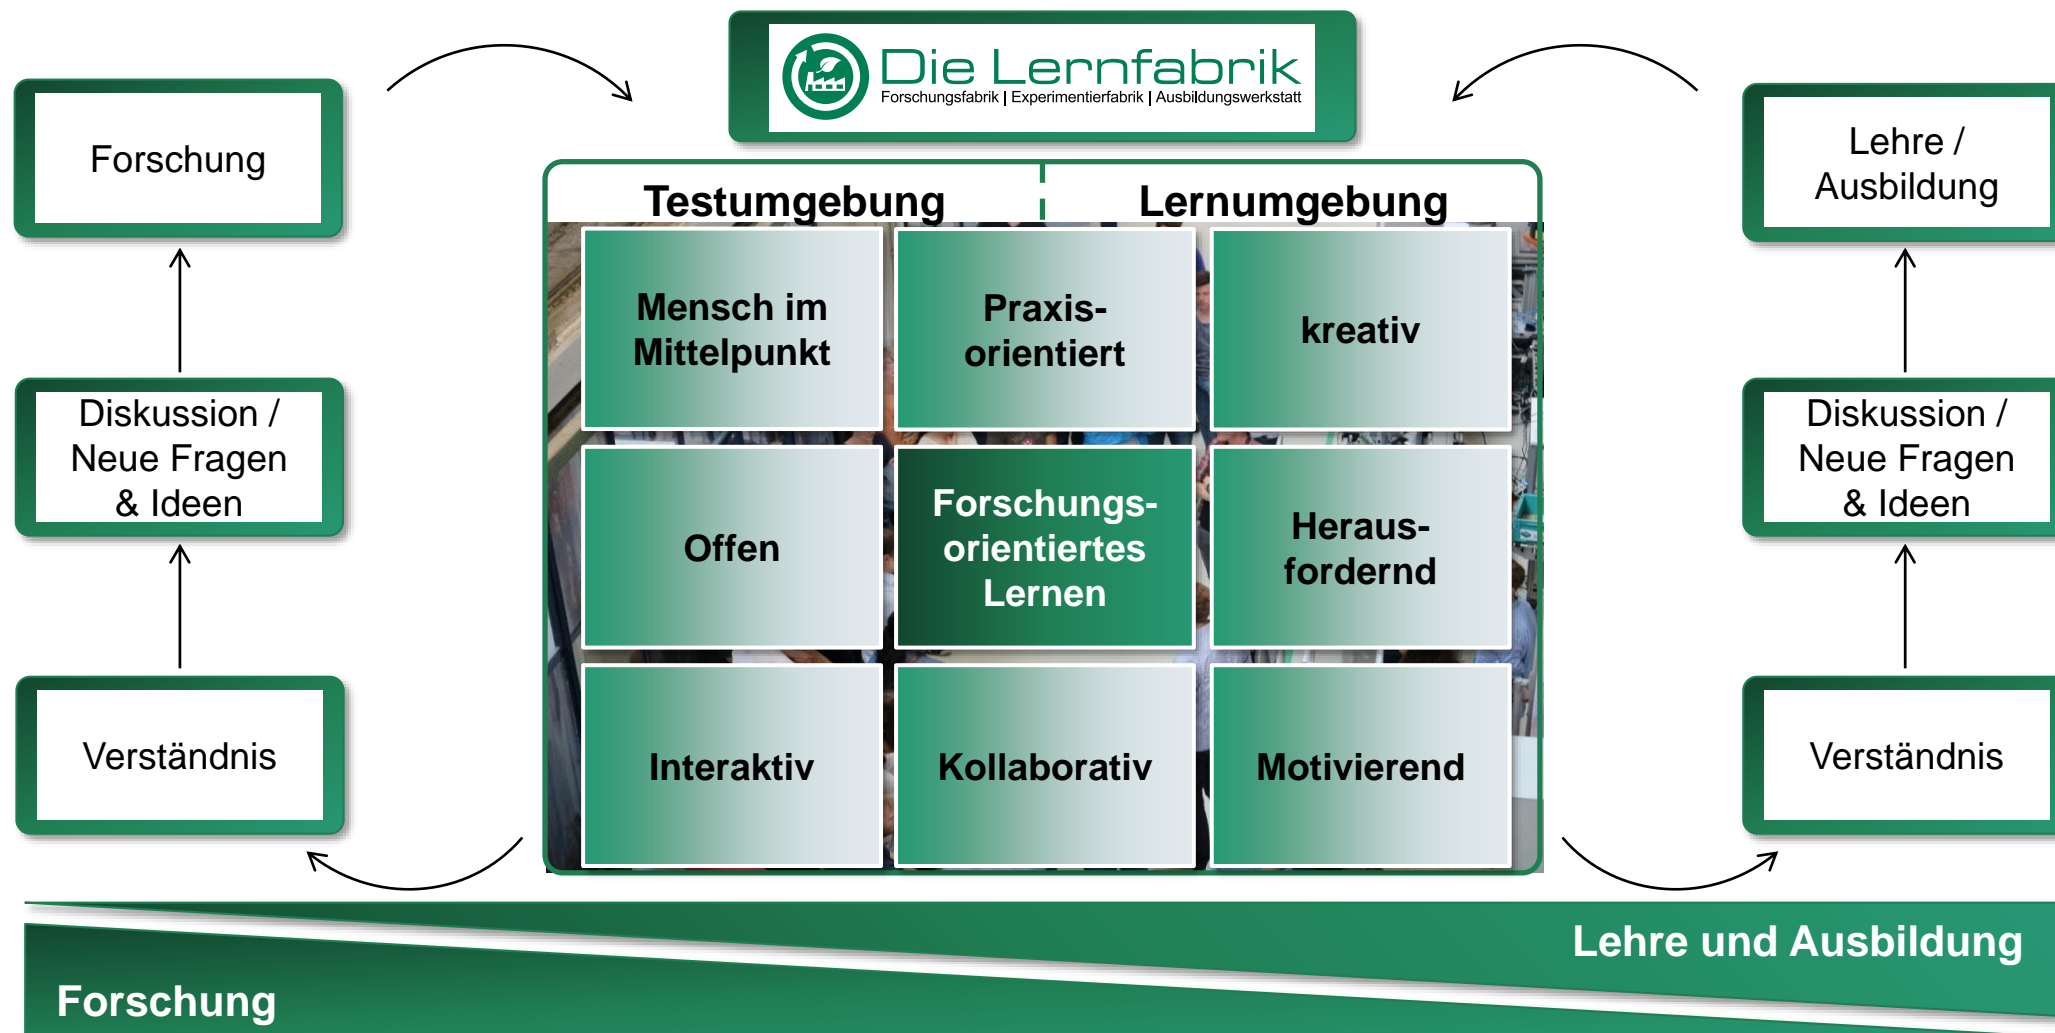 Die Lernfabrik
Forschungsfabrik | Experimentierfabrik | Ausbildungswerkstatt
Forschung
Diskussion /
Neue Fragen
& Ideen
Verständnis
Testumgebung
Lernumgebung
Mensch im
Mittelpunkt
Praxis-
orientiert
kreativ
Offen
Forschungs-
orientiertes
Lernen
Heraus-
fordernd
Interaktiv
Kollaborativ
Motivierend
Lehre /
Ausbildung
Diskussion /
Neue Fragen
& Ideen
Verständnis
Lehre und Ausbildung
Forschung